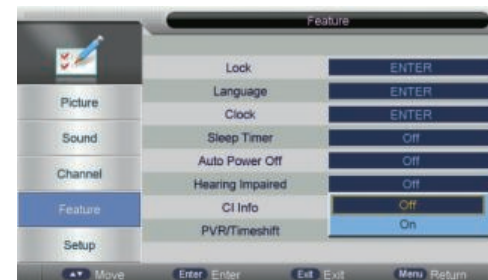 Feature
Lock ENTER
Language ENTER
Clock ENTER
Sleep Timer Off
Auto Power Off Off
Hearing Impaired Off
CI Info Off
PVR/Timeshift On
Picture
Sound
Channel
Feature
Setup
Move Enter Enter Exit Exit Menu Return